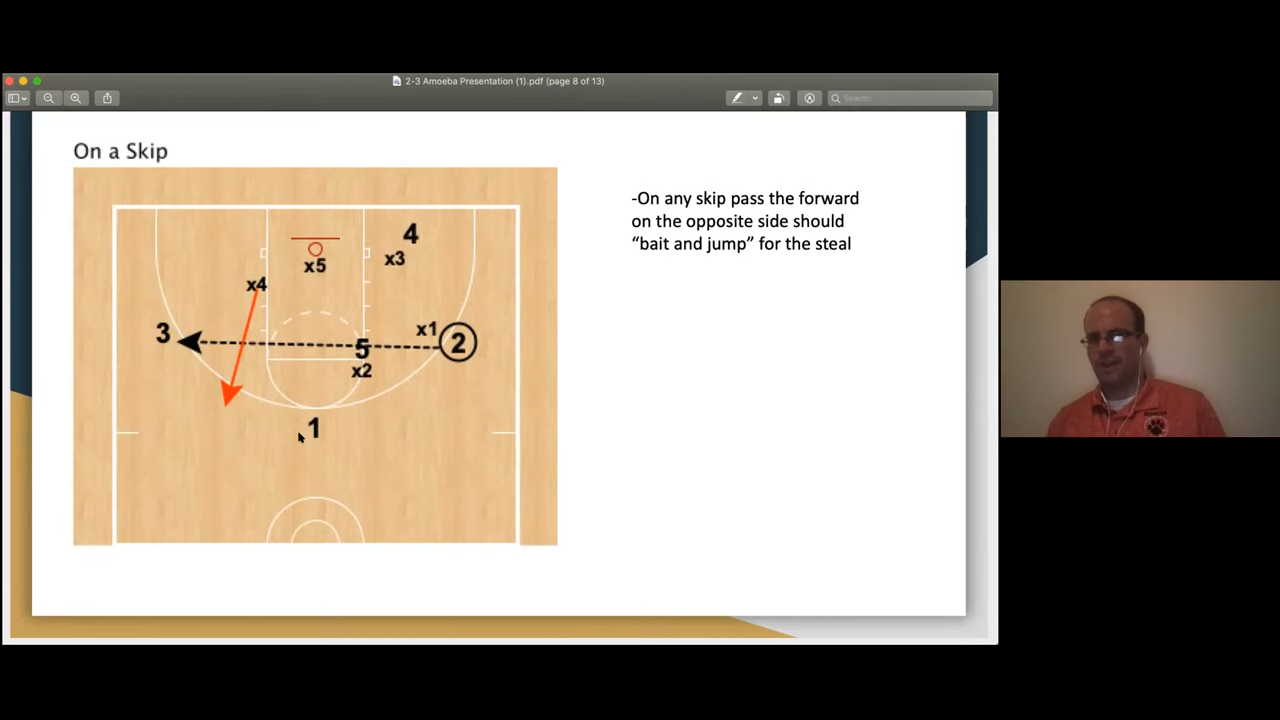 2-3 Amoeba Presentation (1).pdf (page 8 of 13)
Search
On a Skip
-On any skip pass the forward
on the opposite side should
“bait and jump” for the steal
4
x3
x5
x4
3
x1
2
5
x2
1